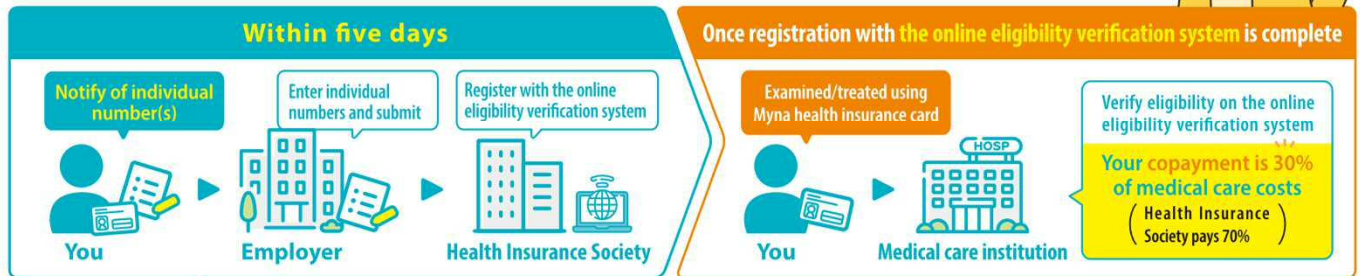 Within five days
Notify of individual
number(s)
You
Enter individual
numbers and submit
Employer
Register with the online
eligibility verification system
Health Insurance Society
Once registration with the online eligibility verification system is complete
Examined/treated using
Myna health insurance card
You
HOSP
Medical care institution
Verify eligibility on the online
eligibility verification system
Your copayment is 30%
of medical care costs
( Health Insurance
Society pays 70% )